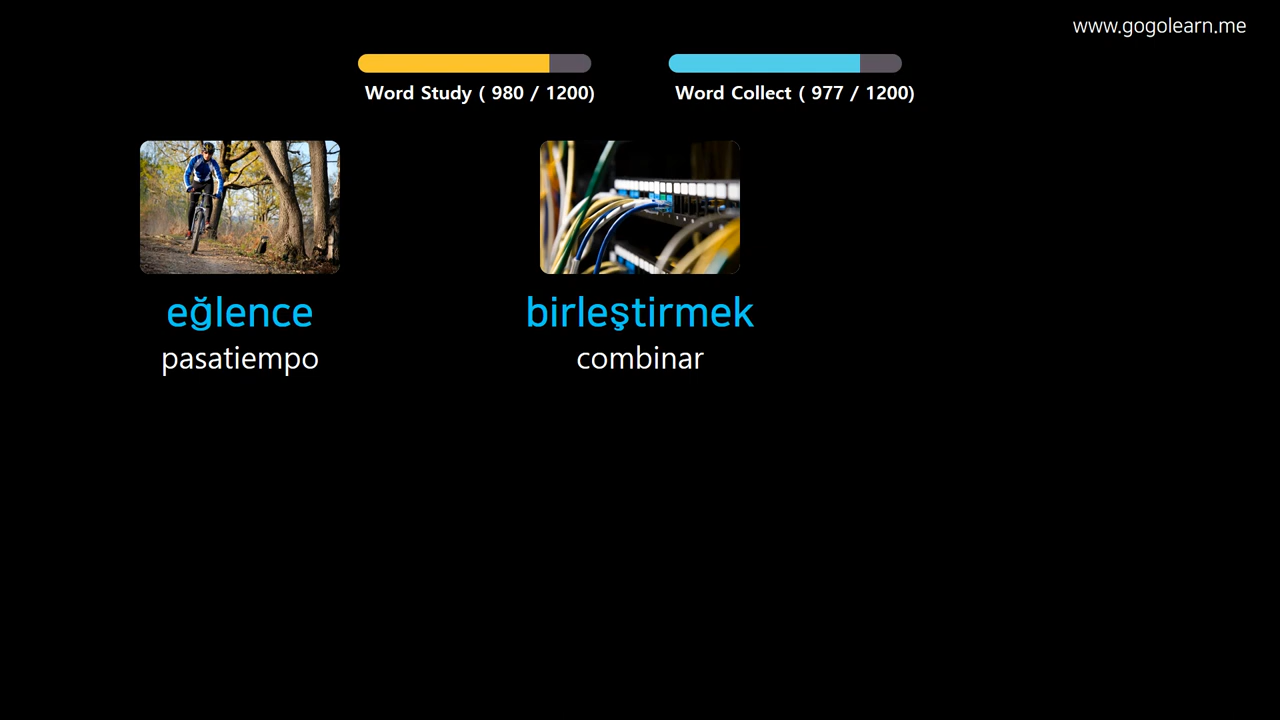 www.gogolearn.me
Word Study ( 980 / 1200)
Word Collect ( 977 / 1200)
eğlence
pasatiempo
birleştirmek
combinar